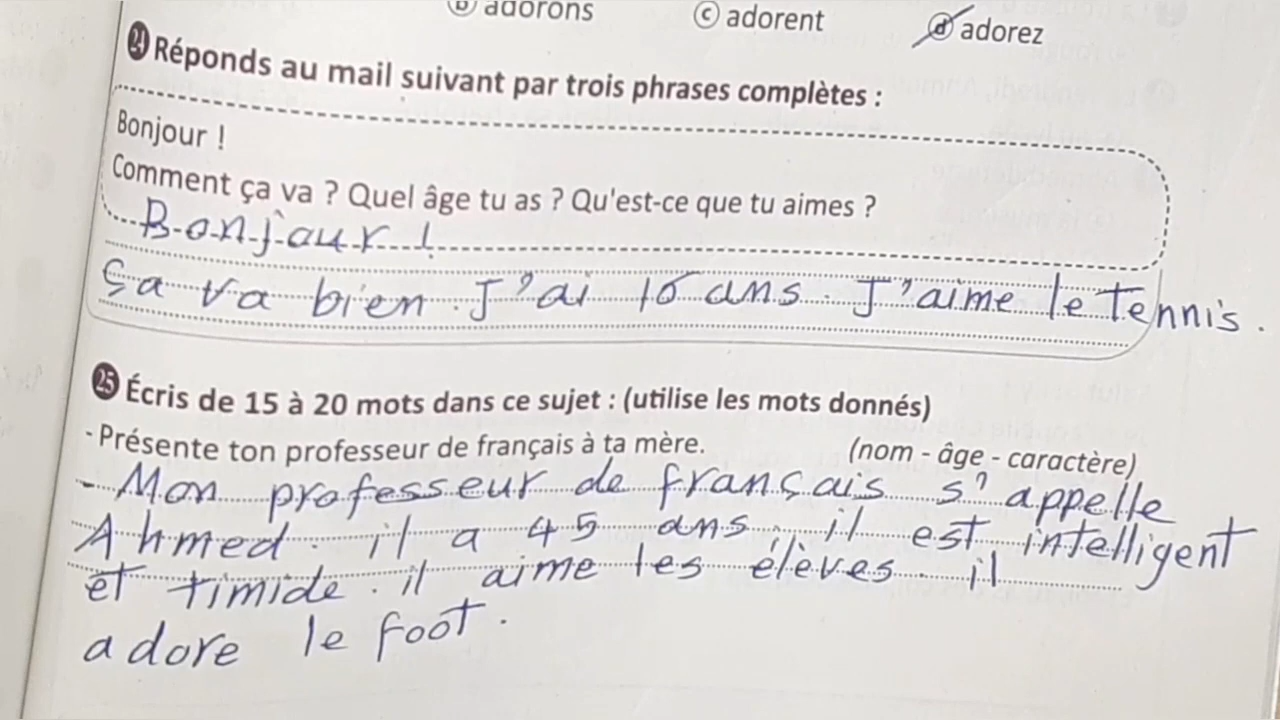 b adorons c adorent d adorez
24 Réponds au mail suivant par trois phrases complètes :
Bonjour !
Comment ça va ? Quel âge tu as ? Qu'est-ce que tu aimes ?
Bonjour !
Ça va bien. J'ai 16 ans. J'aime le tennis.
25 Écris de 15 à 20 mots dans ce sujet : (utilise les mots donnés)
- Présente ton professeur de français à ta mère. (nom - âge - caractère)
- Mon professeur de français s'appelle
Ahmed. il a 45 ans, il est intelligent
et timide. il aime les élèves. il
adore le foot.